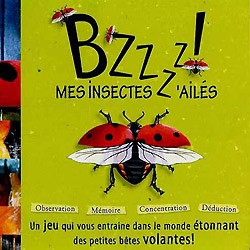 Bzzzz!
MES INSECTES Z'AILÉS
Observation Mémoire Concentration Déduction
Un jeu qui vous entraine dans le monde étonnant
des petites bêtes volantes!